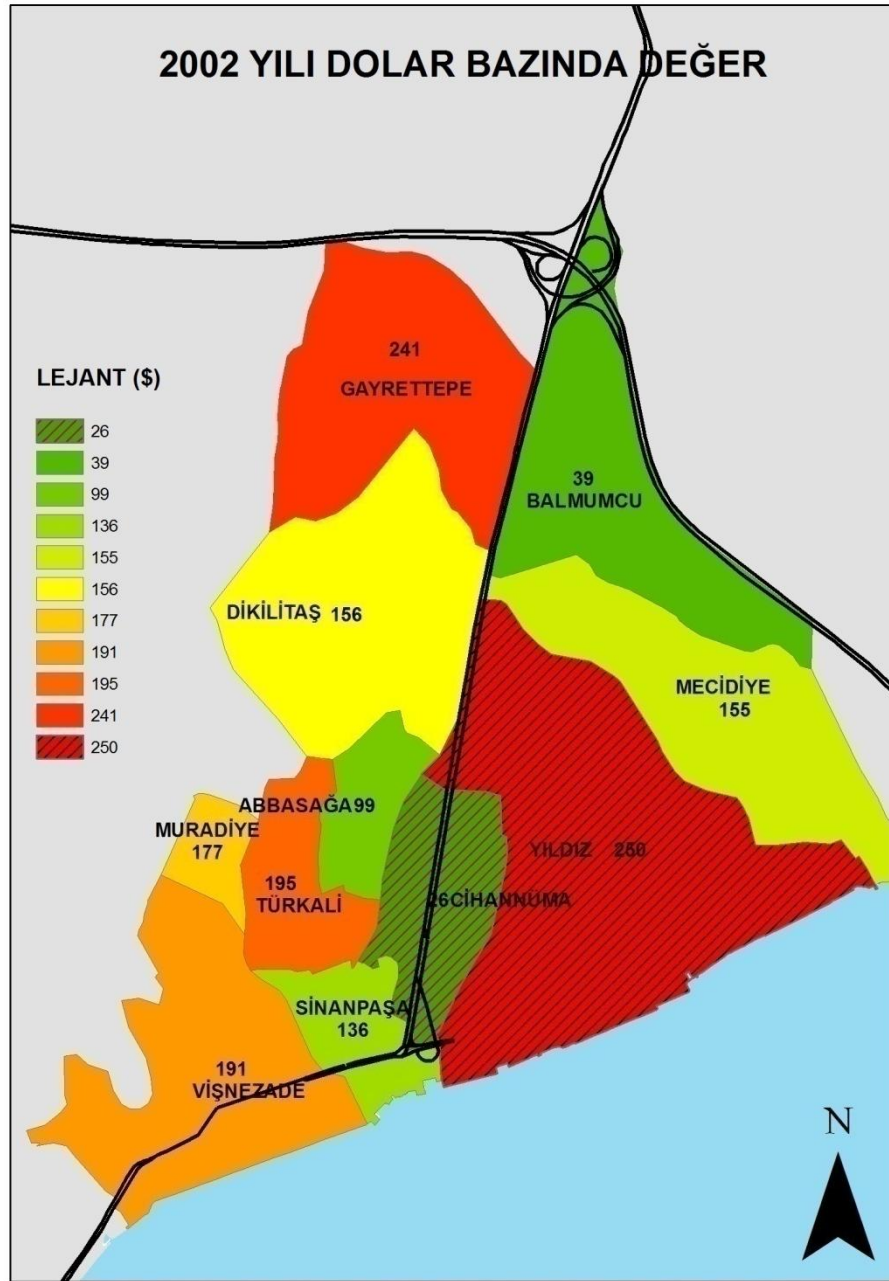 2002 YILI DOLAR BAZINDA DEĞER
241
GAYRETTEPE
LEJANT ($)
26
39
99
136
155
156
177
191
195
241
250
39
BALMUMCU
DİKİLİTAŞ 156
MECİDİYE
155
ABBASAĞA99
MURADİYE
177
YILDIZ 250
195
TÜRKALİ
26CİHANNÜMA
SİNANPAŞA
136
191
VİŞNEZADE
N